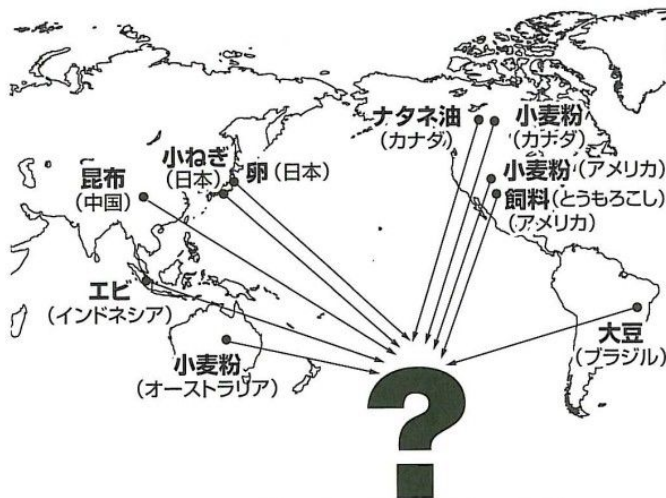 ナタネ油
(カナダ)
小麦粉
(カナダ)
小ねぎ
(日本)
卵(日本)
小麦粉(アメリカ)
昆布
(中国)
飼料(とうもろこし)
(アメリカ)
エビ
(インドネシア)
大豆
(ブラジル)
小麦粉
(オーストラリア)
?